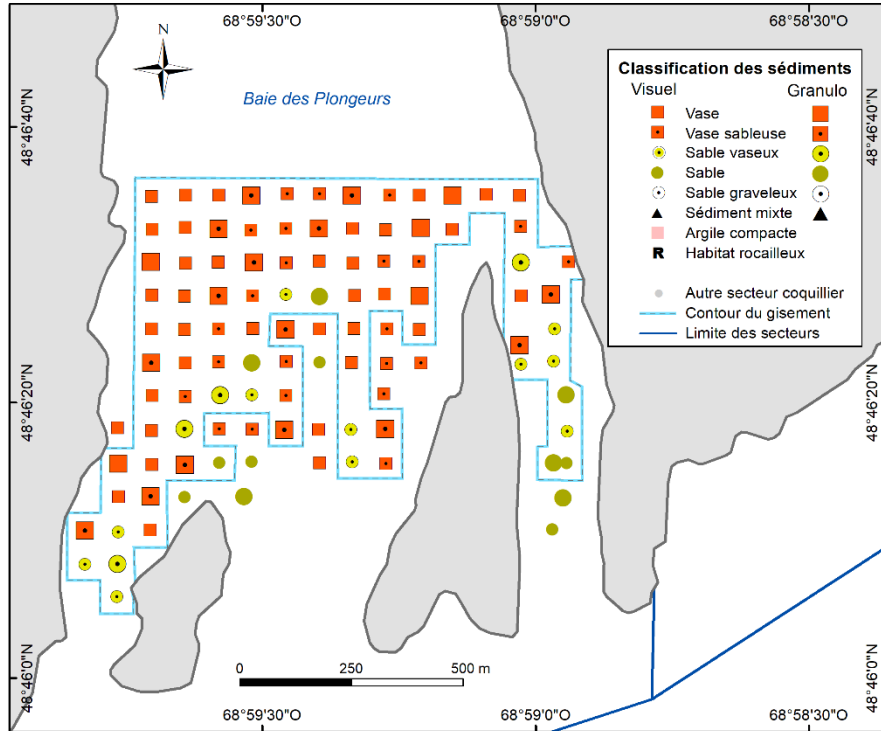 68°59'30"O
68°59'0"O
68°58'30"O
N
Baie des Plongeurs
48°46'40"N
48°46'40"N
Classification des sédiments
Visuel
Granulo
Vase
Vase sableuse
Sable vaseux
Sable
Sable graveleux
Sédiment mixte
Argile compacte
R Habitat rocailleux
Autre secteur coquillier
Contour du gisement
Limite des secteurs
48°46'20"N
48°46'20"N
48°46'0"N
48°46'0"N
0 250 500 m
68°59'30"O
68°59'0"O
68°58'30"O